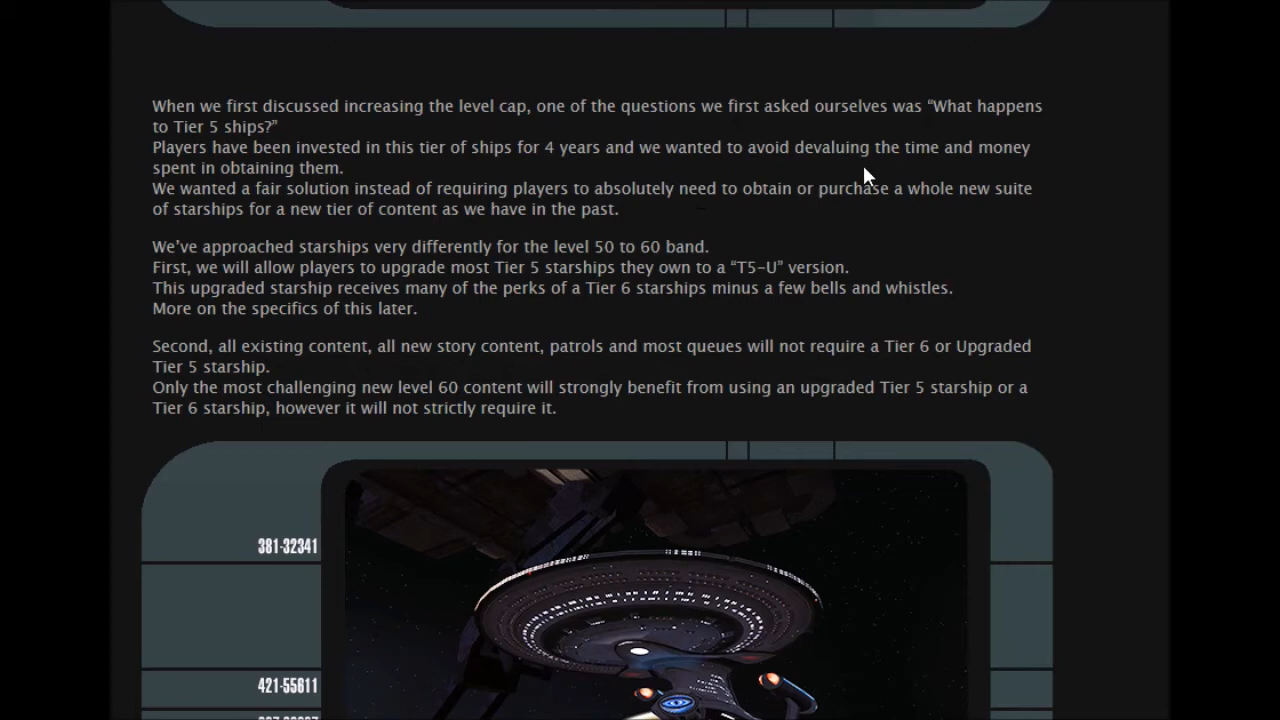 When we first discussed increasing the level cap, one of the questions we first asked ourselves was “What happens
to Tier 5 ships?”
Players have been invested in this tier of ships for 4 years and we wanted to avoid devaluing the time and money
spent in obtaining them.
We wanted a fair solution instead of requiring players to absolutely need to obtain or purchase a whole new suite
of starships for a new tier of content as we have in the past.
We’ve approached starships very differently for the level 50 to 60 band.
First, we will allow players to upgrade most Tier 5 starships they own to a “T5-U” version.
This upgraded starship receives many of the perks of a Tier 6 starships minus a few bells and whistles.
More on the specifics of this later.
Second, all existing content, all new story content, patrols and most queues will not require a Tier 6 or Upgraded
Tier 5 starship.
Only the most challenging new level 60 content will strongly benefit from using an upgraded Tier 5 starship or a
Tier 6 starship, however it will not strictly require it.
381-32341
421-55611